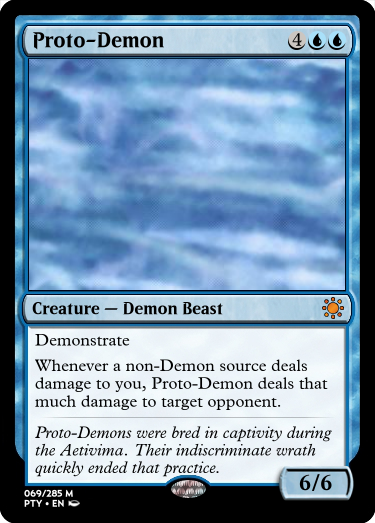 Proto-Demon 4
Creature — Demon Beast
Demonstrate
Whenever a non-Demon source deals
damage to you, Proto-Demon deals that
much damage to target opponent.
Proto-Demons were bred in captivity during
the Aetivima. Their indiscriminate wrath
quickly ended that practice.
6/6
069/285 M
PTY • EN